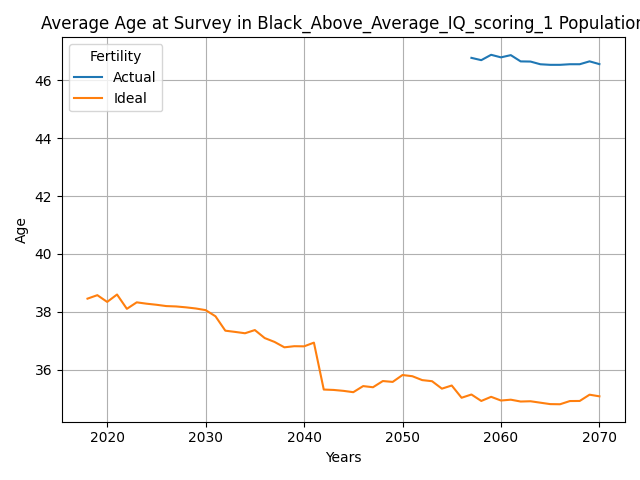 Average Age at Survey in Black_Above_Average_IQ_scoring_1 Population
Fertility
Actual
Ideal
46
44
42
40
38
36
Age
2020 2030 2040 2050 2060 2070
Years